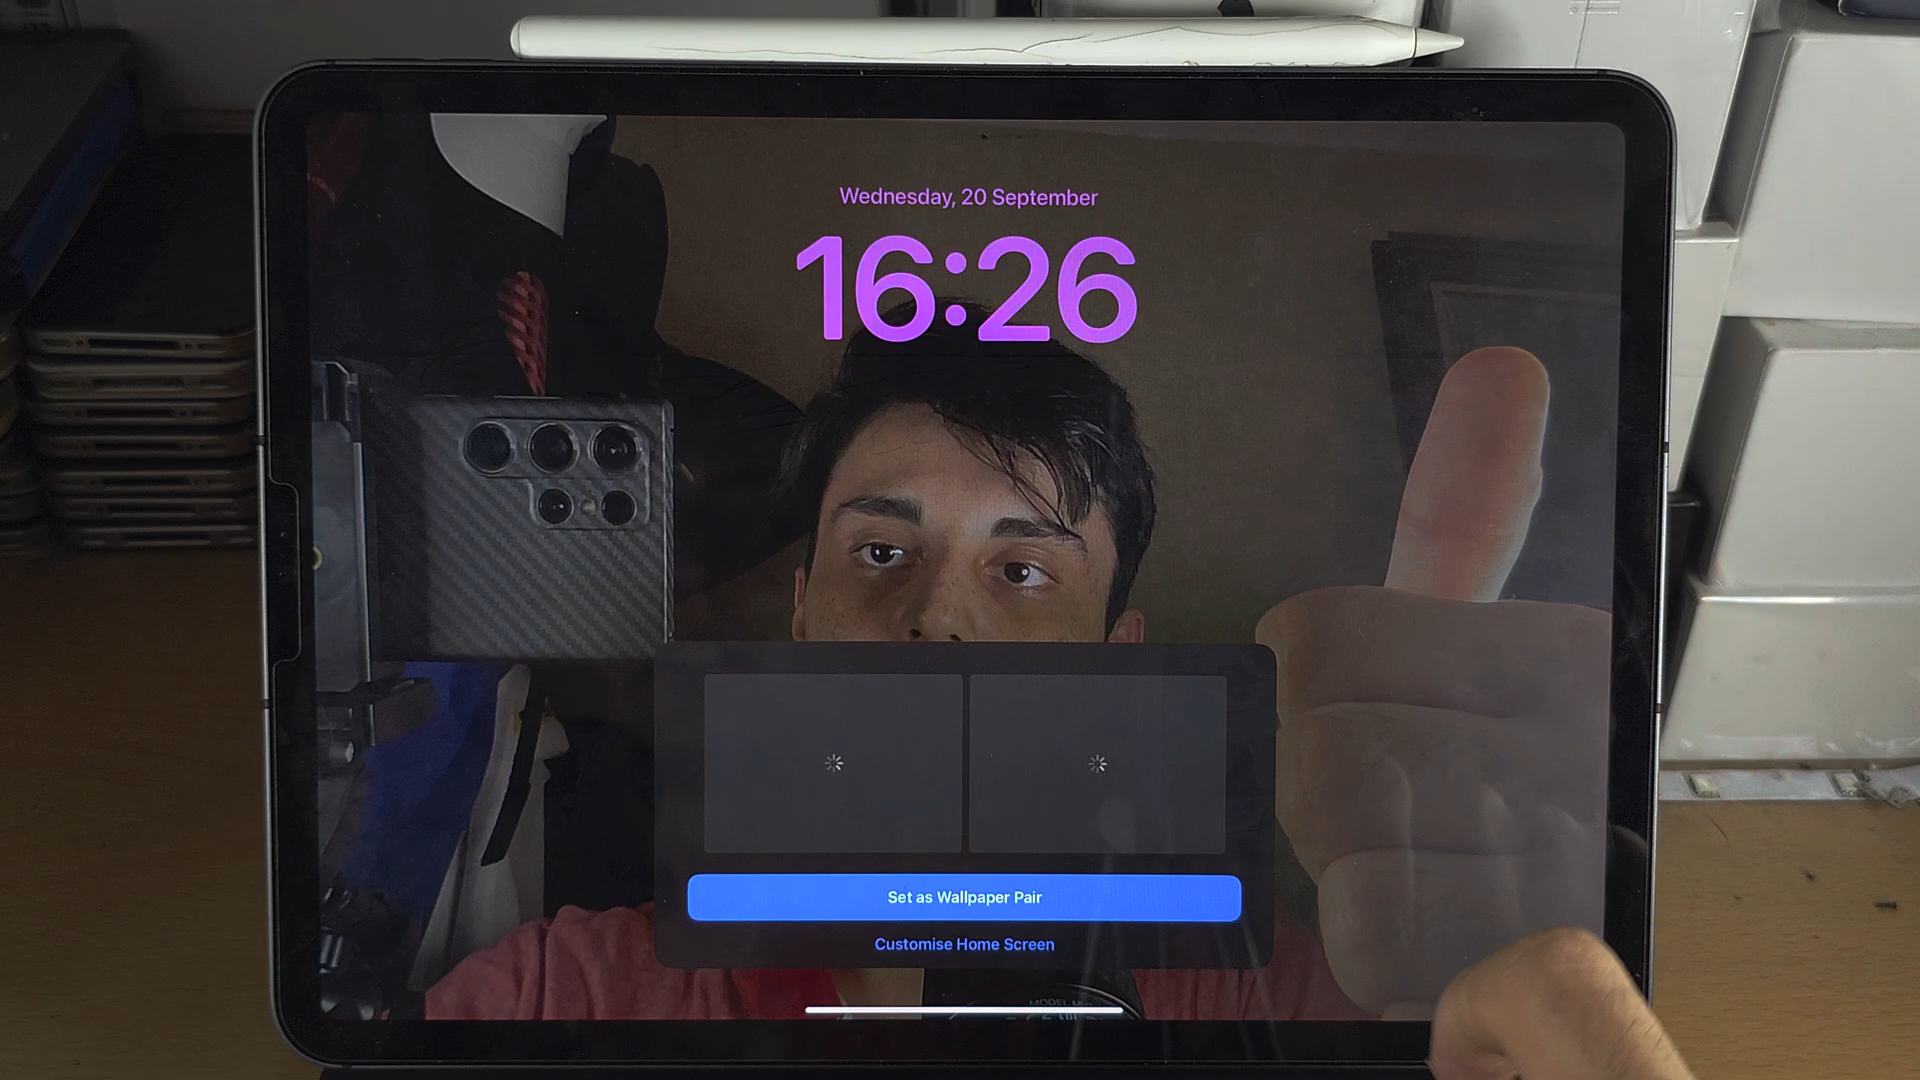 Wednesday, 20 September
16:26
Set as Wallpaper Pair
Customise Home Screen